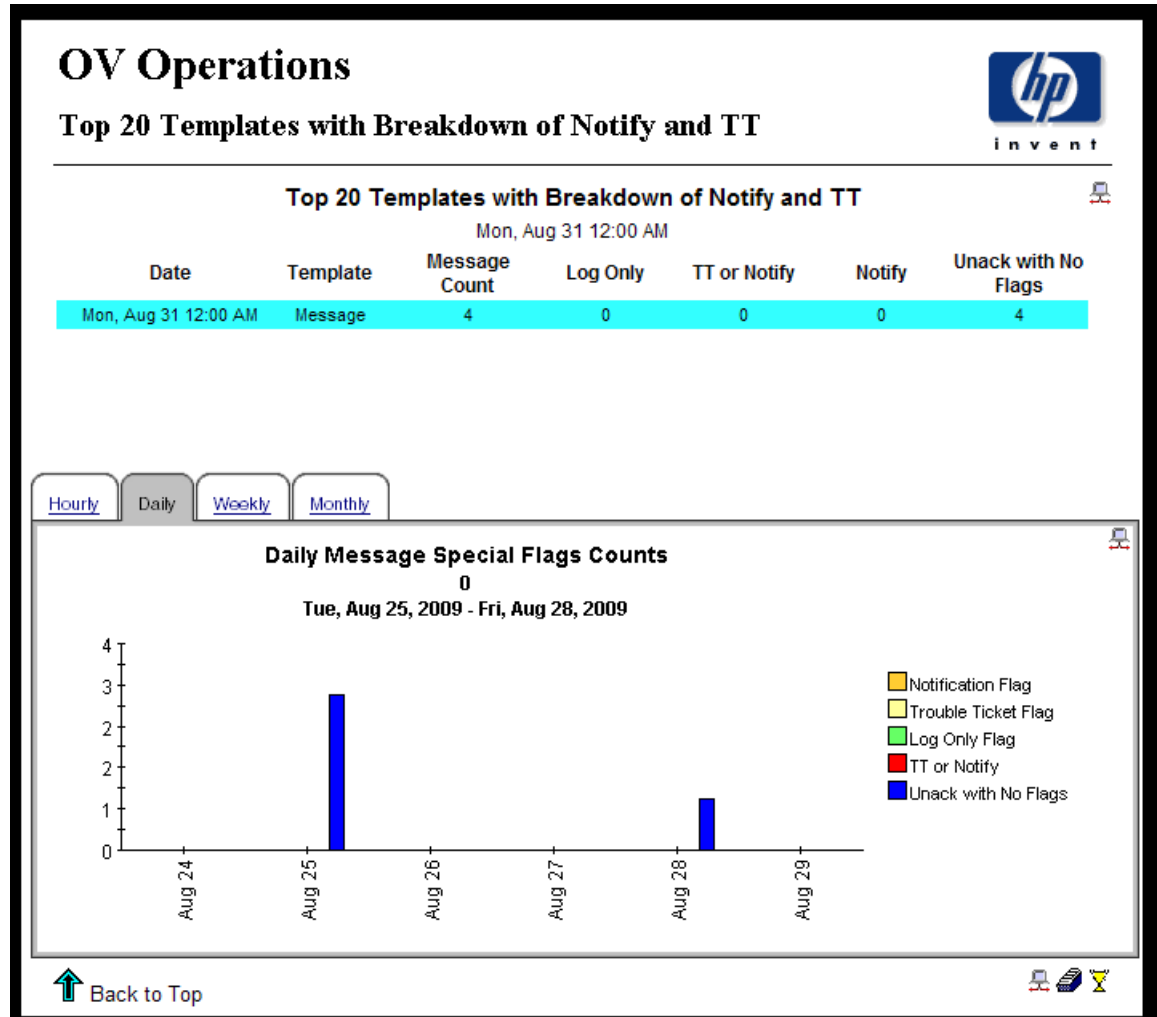 OV Operations
Top 20 Templates with Breakdown of Notify and TT
hp
invent
Top 20 Templates with Breakdown of Notify and TT
Mon, Aug 31 12:00 AM
Date Template Message Count Log Only TT or Notify Notify Unack with No Flags
Mon, Aug 31 12:00 AM Message 4 0 0 0 4
Hourly Daily Weekly Monthly
Daily Message Special Flags Counts
0
Tue, Aug 25, 2009 - Fri, Aug 28, 2009
4
3
2
2
1
0
Aug 24
Aug 25
Aug 26
Aug 27
Aug 28
Aug 29
Notification Flag
Trouble Ticket Flag
Log Only Flag
TT or Notify
Unack with No Flags
Back to Top